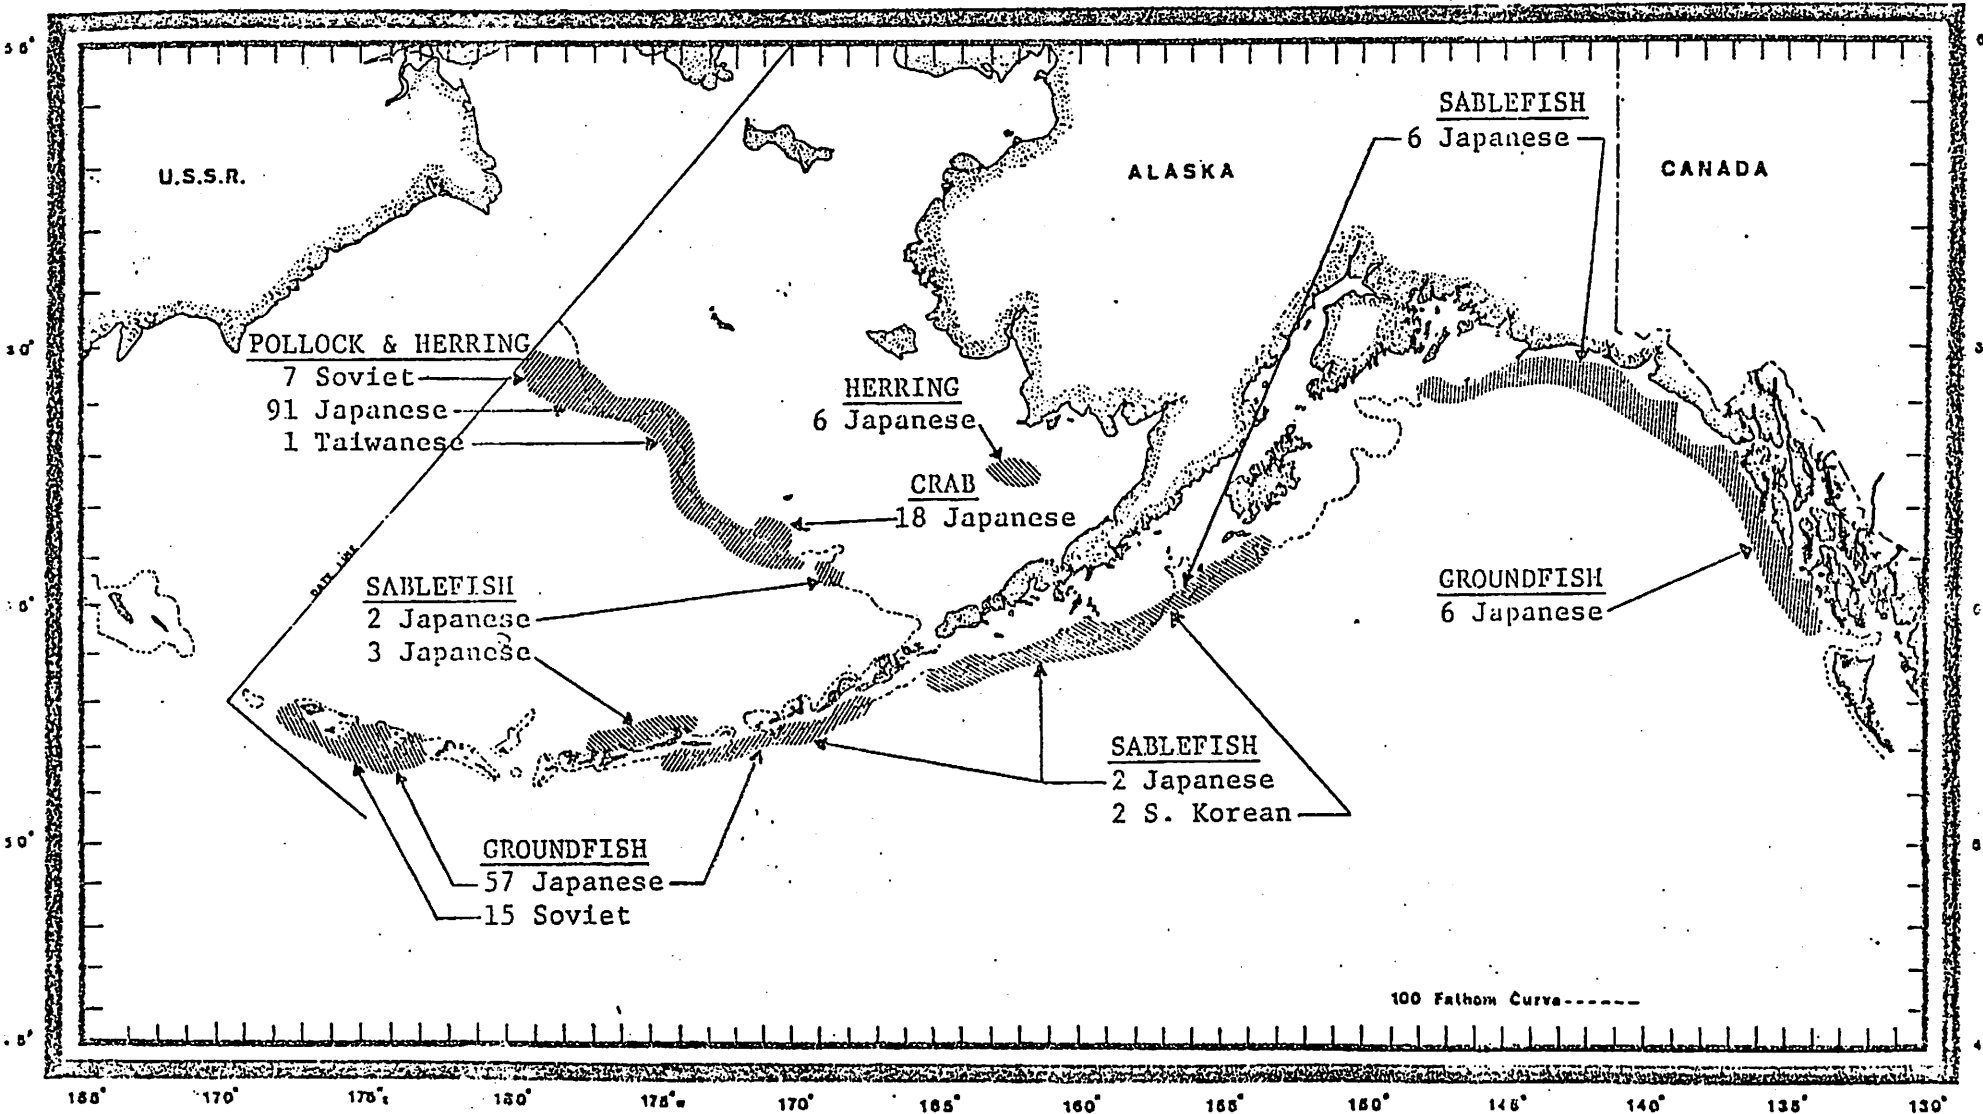 SABLEFISH
6 Japanese
U.S.S.R.
ALASKA
CANADA
POLLOCK & HERRING
7 Soviet
91 Japanese
1 Taiwanese
HERRING
6 Japanese
CRAB
18 Japanese
DATE LINE
SABLEFISH
2 Japanese
3 Japanese
GROUNDFISH
6 Japanese
SABLEFISH
2 Japanese
2 S. Korean
GROUNDFISH
57 Japanese
15 Soviet
100 Fathom Curve
170° 175° 180° 175°W 170° 165° 160° 155° 150° 145° 140° 135° 130°